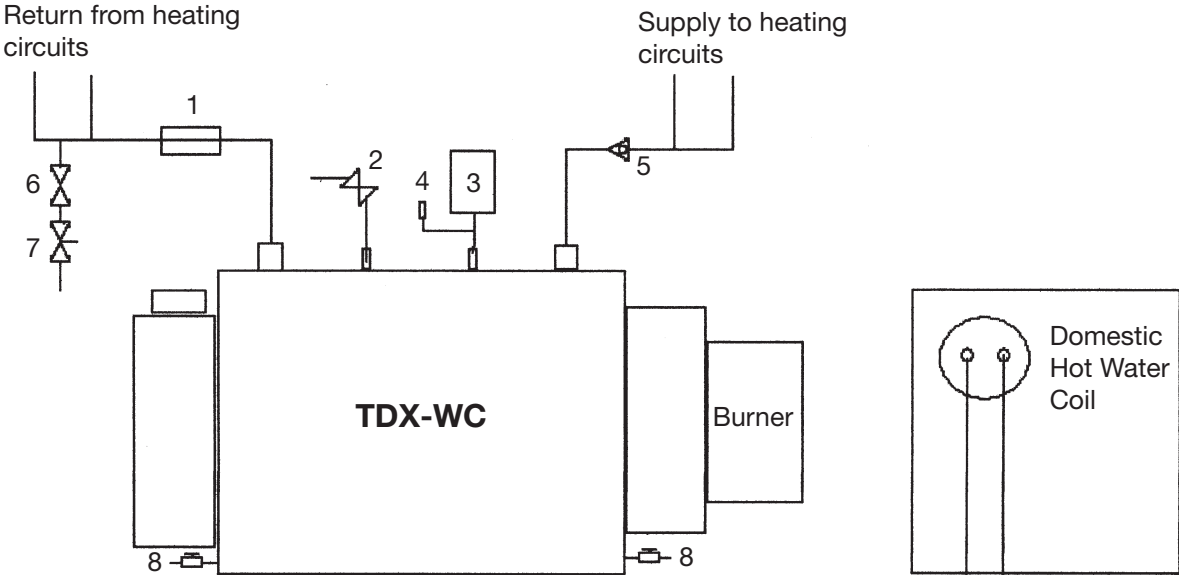 Return from heating
circuits
Supply to heating
circuits
1
2
3
4
5
6
7
TDX-WC
Burner
8
8
Domestic
Hot Water
Coil